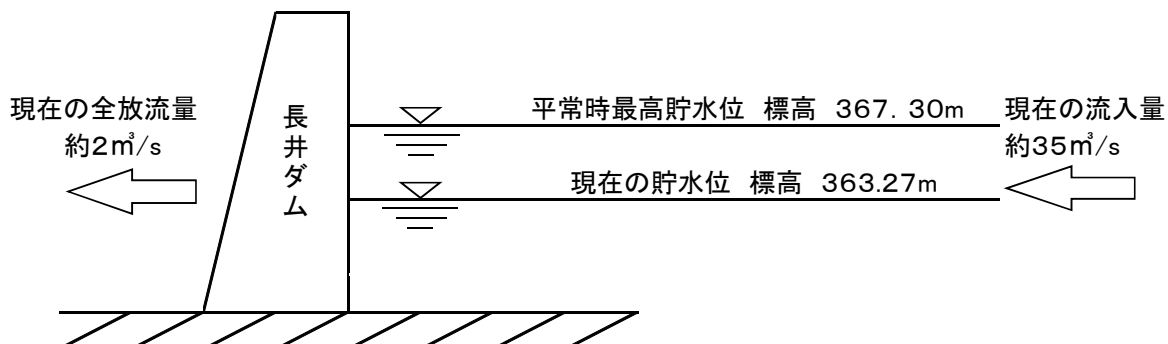 現在の全放流量
約2㎥/s
長井ダム
平常時最高貯水位 標高 367.30m
現在の貯水位 標高 363.27m
現在の流入量
約35㎥/s